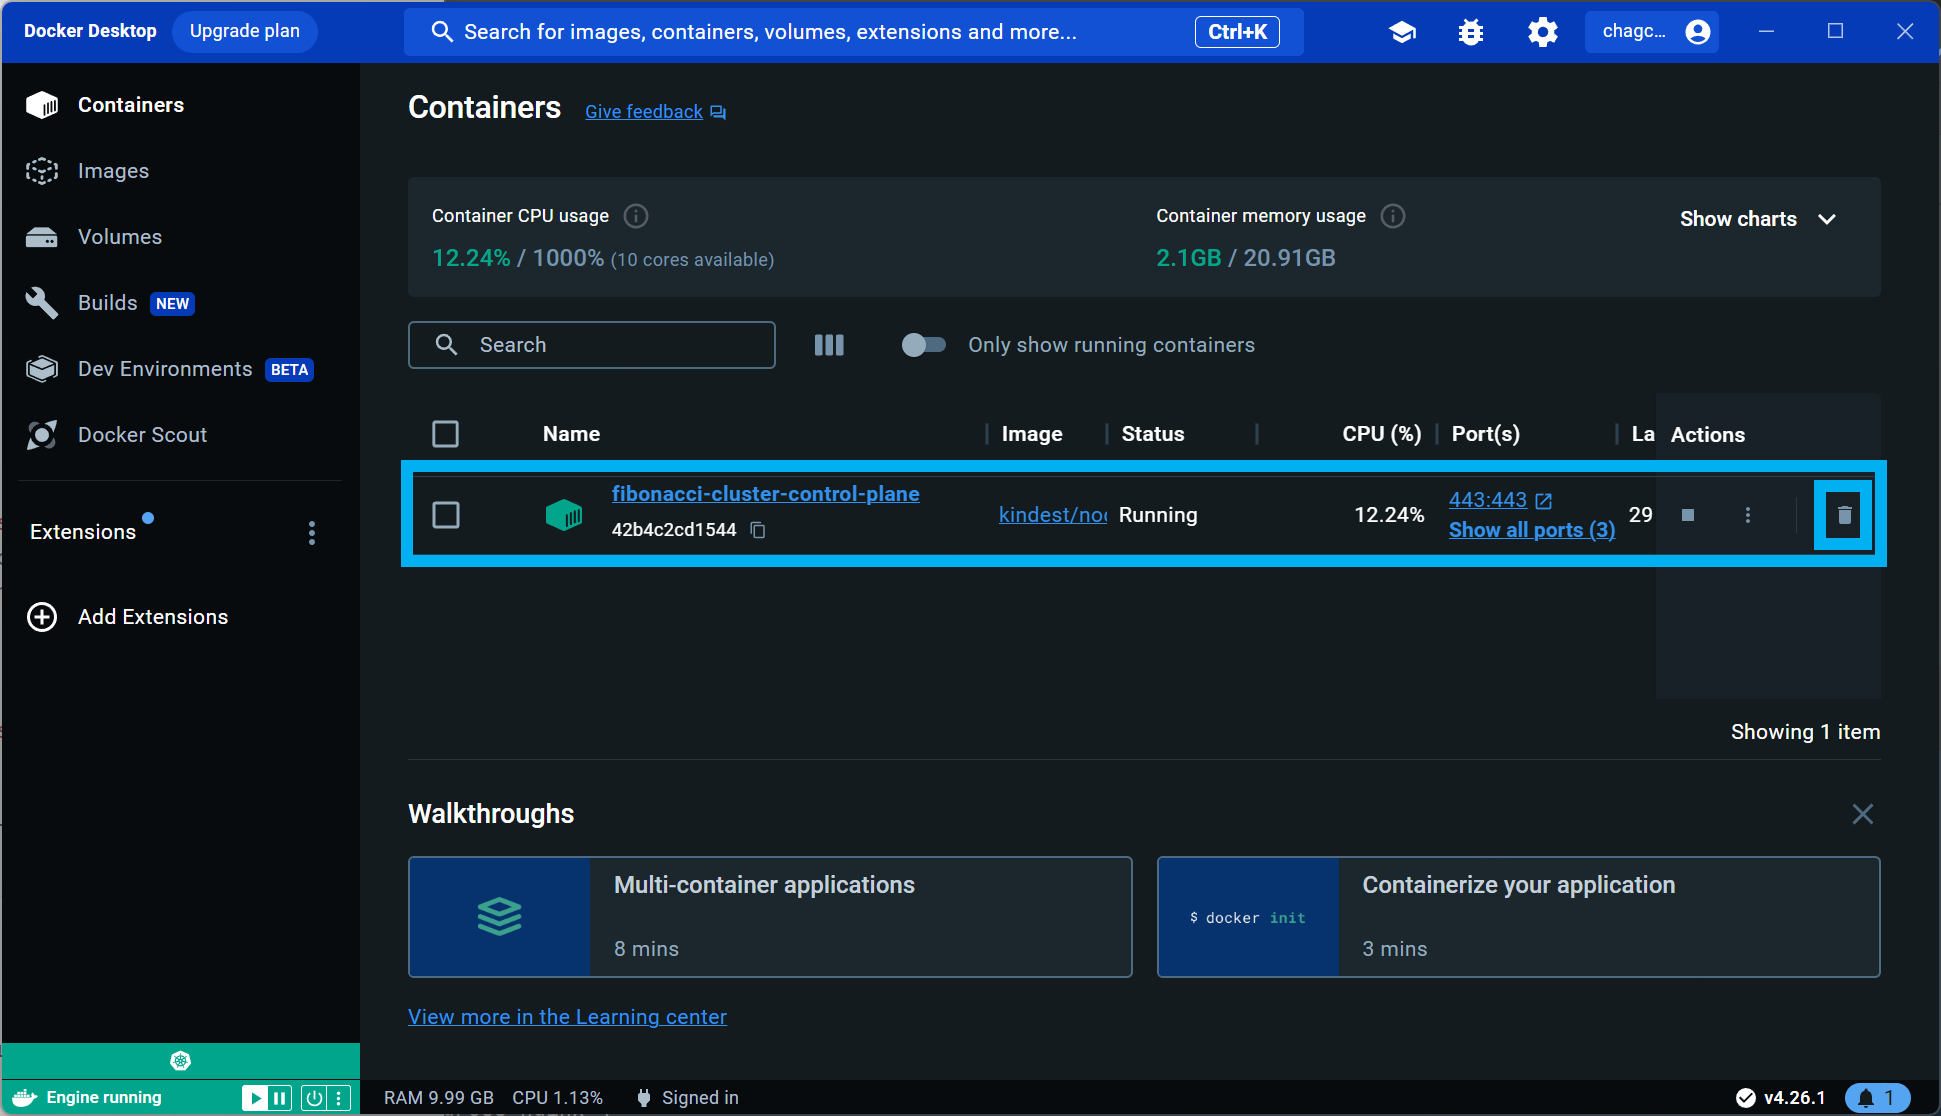 Docker Desktop
Upgrade plan
Search for images, containers, volumes, extensions and more...
Ctrl+K
chagc...
Containers
Images
Volumes
Builds NEW
Dev Environments BETA
Docker Scout
Extensions
Add Extensions
Containers
Give feedback
Container CPU usage
12.24% / 1000% (10 cores available)
Container memory usage
2.1GB / 20.91GB
Show charts
Search
Only show running containers
Name Image Status CPU (%) Port(s) La Actions
fibonacci-cluster-control-plane
42b4c2cd1544
kindest/noc
Running
12.24%
443:443
Show all ports (3)
29
Showing 1 item
Walkthroughs
Multi-container applications
8 mins
$ docker init
Containerize your application
3 mins
View more in the Learning center
Engine running
RAM 9.99 GB CPU 1.13% Signed in
v4.26.1
1